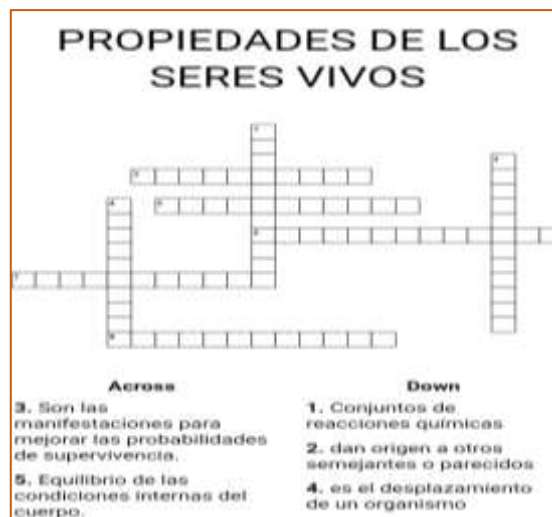 PROPIEDADES DE LOS
SERES VIVOS
Across
3. Son las
manifestaciones para
mejorar las probabilidades
de supervivencia.
5. Equilibrio de las
condiciones internas del
cuerpo.
Down
1. Conjuntos de
reacciones químicas
2. dan origen a otros
semejantes o parecidos
4. es el desplazamiento
de un organismo